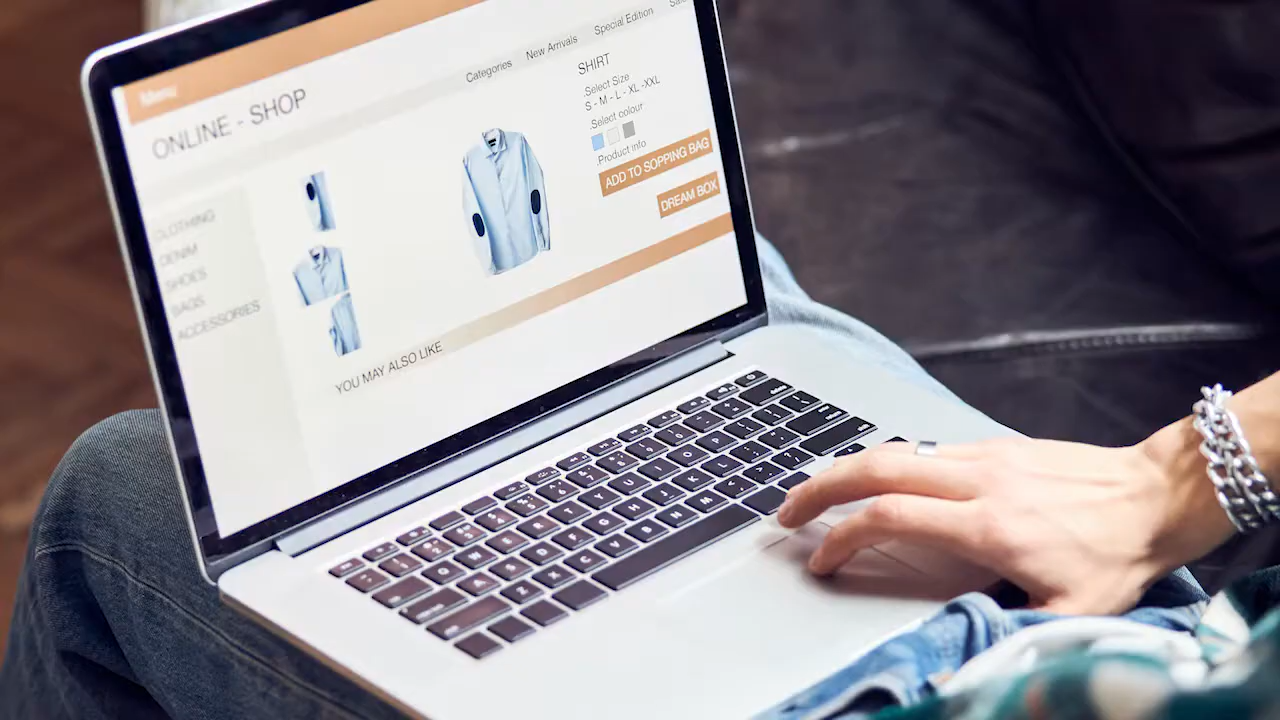 Menu
ONLINE - SHOP
Categories
New Arrivals
Special Edition
SHIRT
.Select Size
S - M - L - XL -XXL
.Select colour
.Product info
ADD TO SOPPING BAG
DREAM BOX
CLOTHING
DENIM
SHOES
BAGS
ACCESSORIES
YOU MAY ALSO LIKE